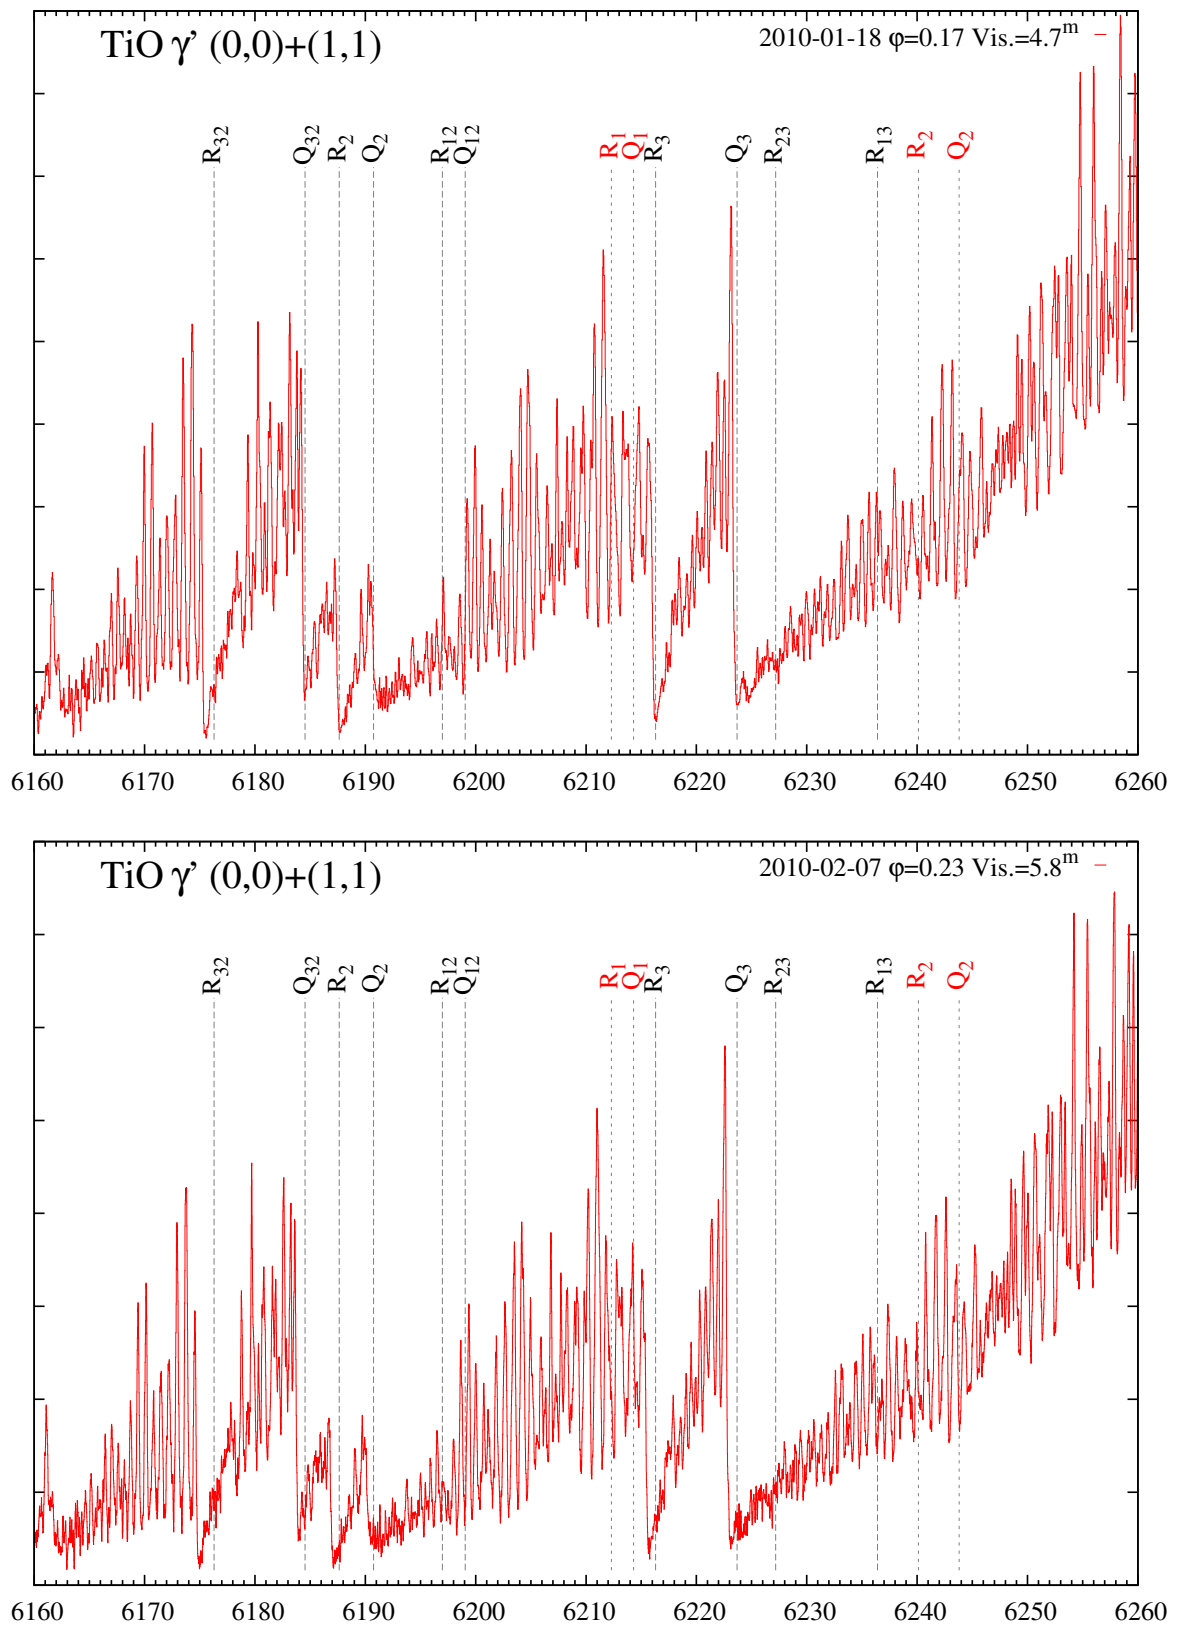 TiO γ’ (0,0)+(1,1)
2010-01-18 φ=0.17 Vis.=4.7m
R32 Q32 R2 Q2 R12 Q12 R1 Q1 R3 Q3 R23 R13 R2 Q2
6160 6170 6180 6190 6200 6210 6220 6230 6240 6250 6260
TiO γ’ (0,0)+(1,1)
2010-02-07 φ=0.23 Vis.=5.8m
R32 Q32 R2 Q2 R12 Q12 R1 Q1 R3 Q3 R23 R13 R2 Q2
6160 6170 6180 6190 6200 6210 6220 6230 6240 6250 6260